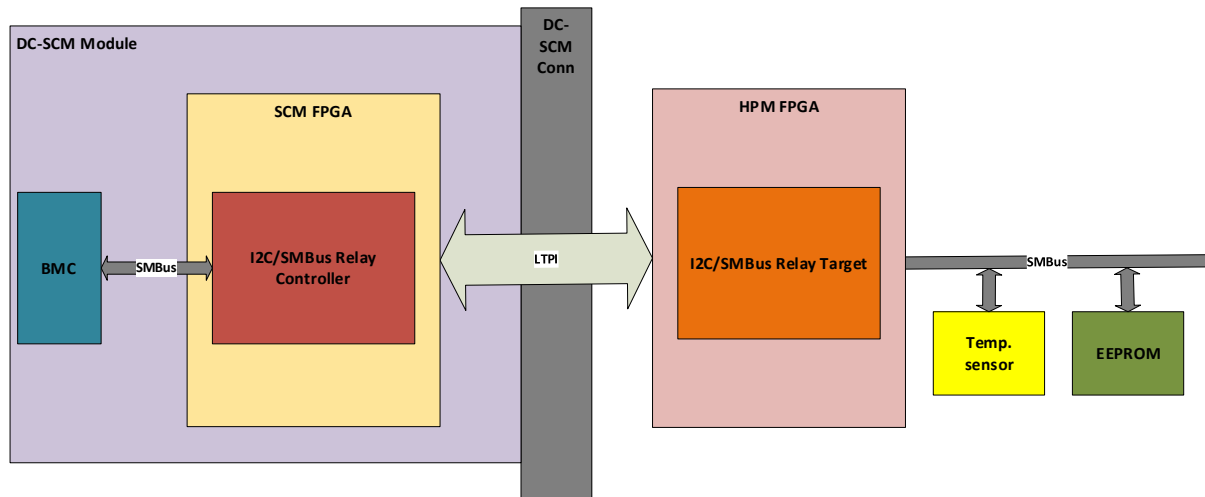 DC-SCM Module
DC-
SCM
Conn
SCM FPGA
HPM FPGA
BMC
SMBus
I2C/SMBus Relay
Controller
LTPI
I2C/SMBus Relay Target
SMBus
Temp.
sensor
EEPROM